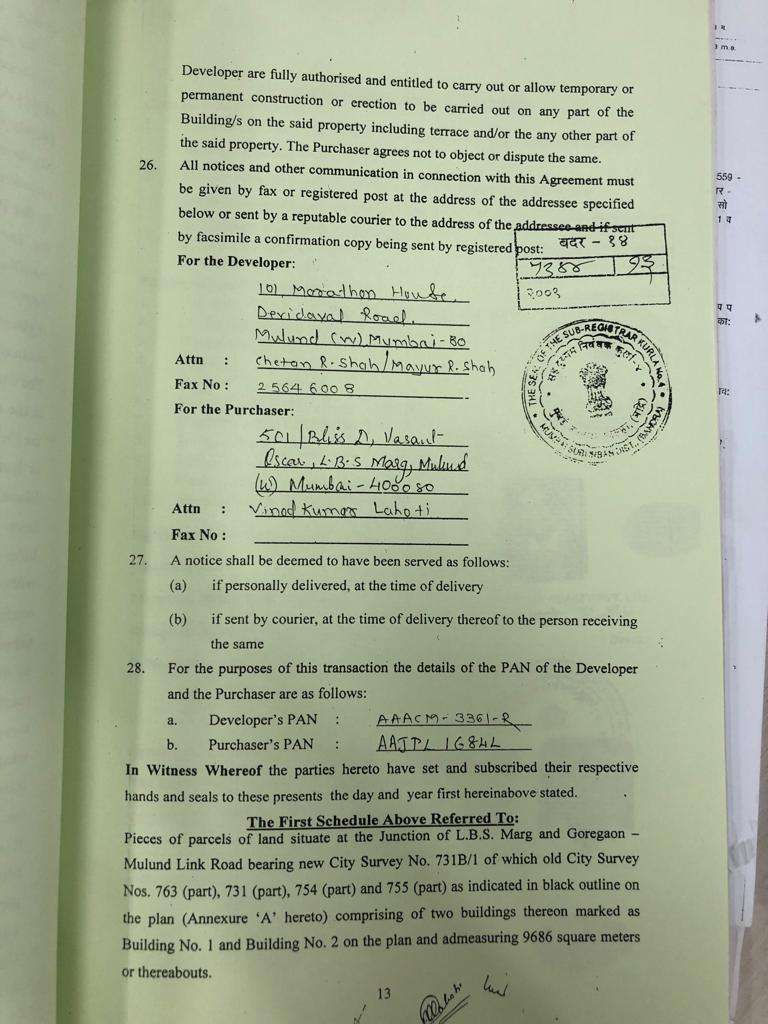 Developer are fully authorised and entitled to carry out or allow temporary or
permanent construction or erection to be carried out on any part of the
Building/s on the said property including terrace and/or the any other part of
the said property. The Purchaser agrees not to object or dispute the same.
26. All notices and other communication in connection with this Agreement must
be given by fax or registered post at the address of the addressee specified
below or sent by a reputable courier to the address of the addressee and if sent
by facsimile a confirmation copy being sent by registered post:
बदर - १४
२००१
For the Developer:
101, Marathon House,
Devidayal Road,
Mulund (W) Mumbai - 80
Attn : Chetan R. Shah/Mayur R. Shah
Fax No : 2564 6008
THE SEAL OF THE SUB-REGISTRAR KURLA No. 4
MUMBAI SUBURBAN DIST. (BANDRA)
For the Purchaser:
501/Bliss D, Vasant
Oscar, L.B.S Marg, Mulund
(W) Mumbai - 400080
Attn : Vinod Kumar Lahoti
Fax No :
27. A notice shall be deemed to have been served as follows:
(a) if personally delivered, at the time of delivery
(b) if sent by courier, at the time of delivery thereof to the person receiving
the same
28. For the purposes of this transaction the details of the PAN of the Developer
and the Purchaser are as follows:
a. Developer's PAN : AAACM-3361-R
b. Purchaser's PAN : AAJPL 1684L
In Witness Whereof the parties hereto have set and subscribed their respective
hands and seals to these presents the day and year first hereinabove stated.
The First Schedule Above Referred To:
Pieces of parcels of land situate at the Junction of L.B.S. Marg and Goregaon –
Mulund Link Road bearing new City Survey No. 731B/1 of which old City Survey
Nos. 763 (part), 731 (part), 754 (part) and 755 (part) as indicated in black outline on
the plan (Annexure 'A' hereto) comprising of two buildings thereon marked as
Building No. 1 and Building No. 2 on the plan and admeasuring 9686 square meters
or thereabouts.
13
559 -